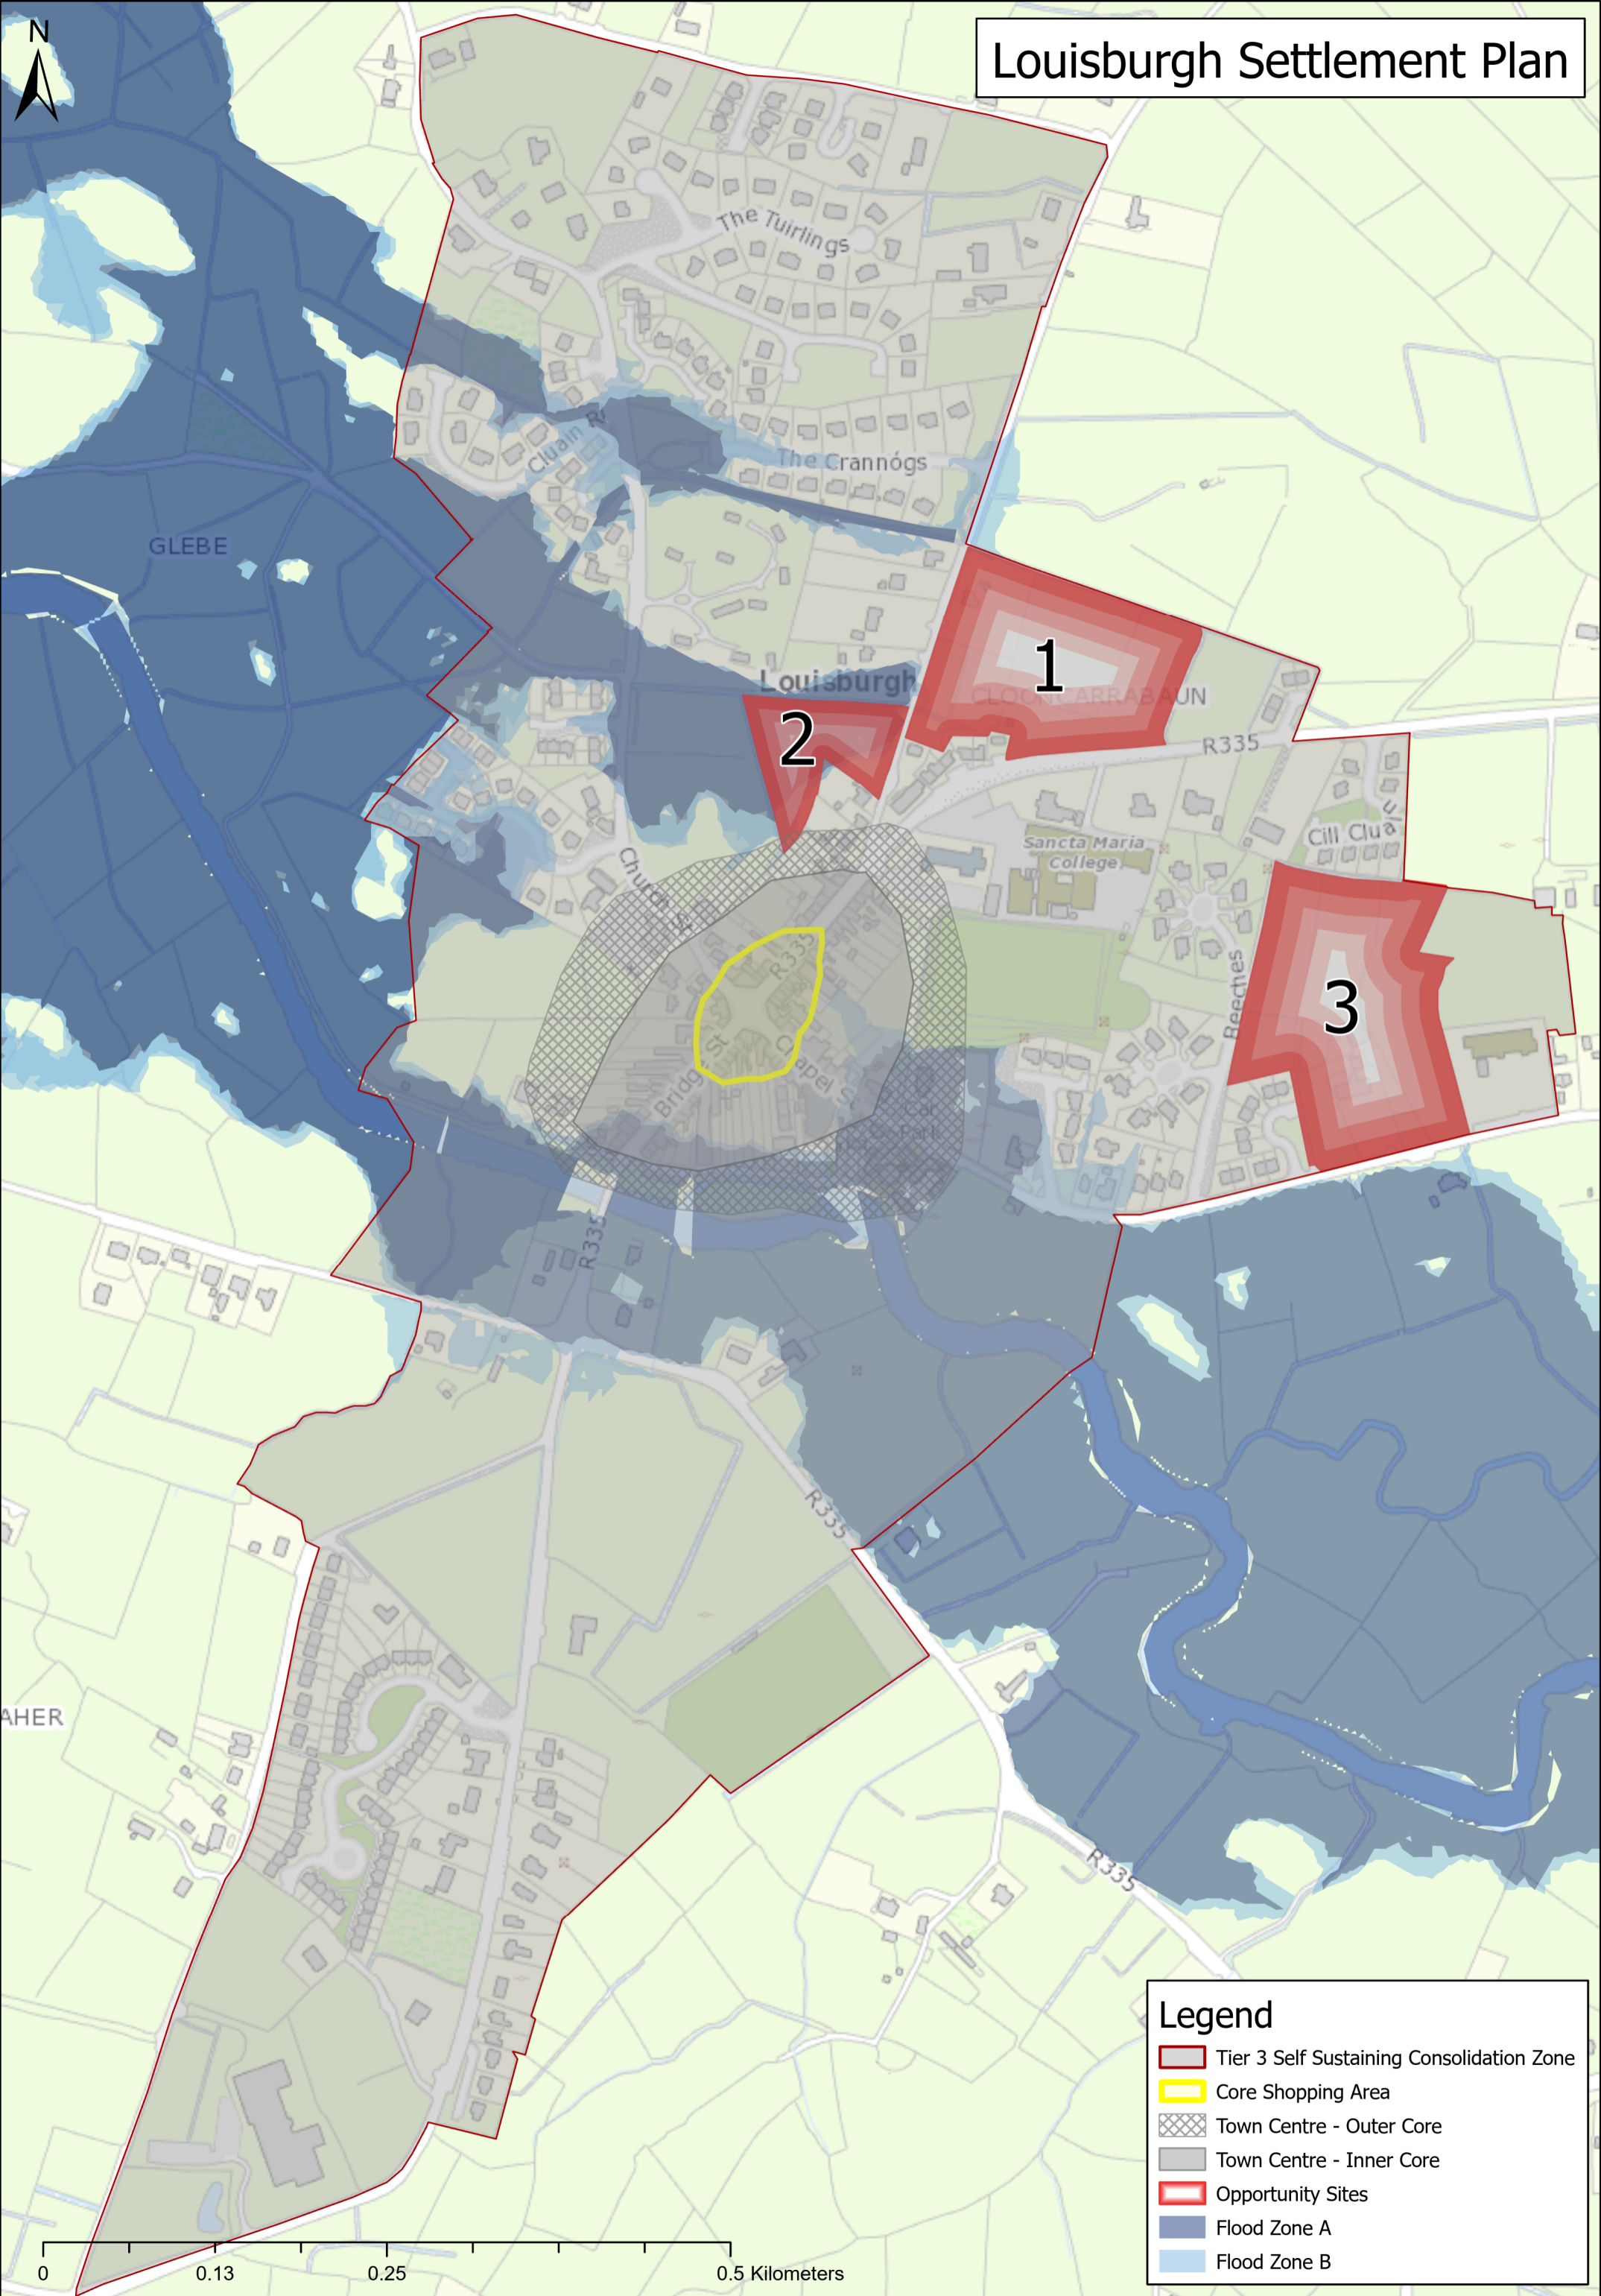 N
Louisburgh Settlement Plan
The Tuirlings
Cluain Rí
The Crannógs
GLEBE
Louisburgh
1
CLOONCARRABAUN
2
R335
Cill Cluain
Sancta Maria
College
Church St
R335
Beeches
3
Bridge St
Chapel St
Car
Park
R335
R335
AHER
R335
Legend
Tier 3 Self Sustaining Consolidation Zone
Core Shopping Area
Town Centre - Outer Core
Town Centre - Inner Core
Opportunity Sites
Flood Zone A
Flood Zone B
0 0.13 0.25 0.5 Kilometers